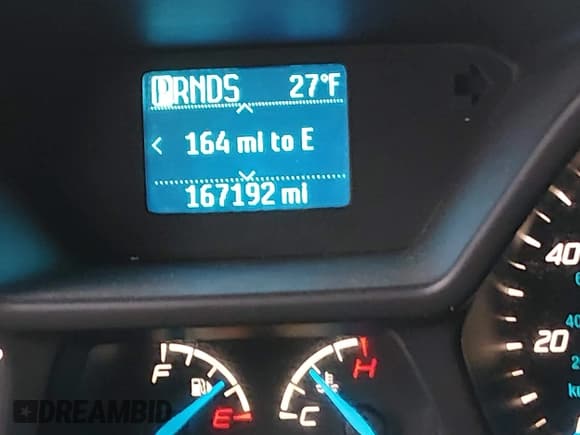 PRNDS 27°F
< 164 mi to E
167192 mi
40
20
F
E
H
C
DREAMBID